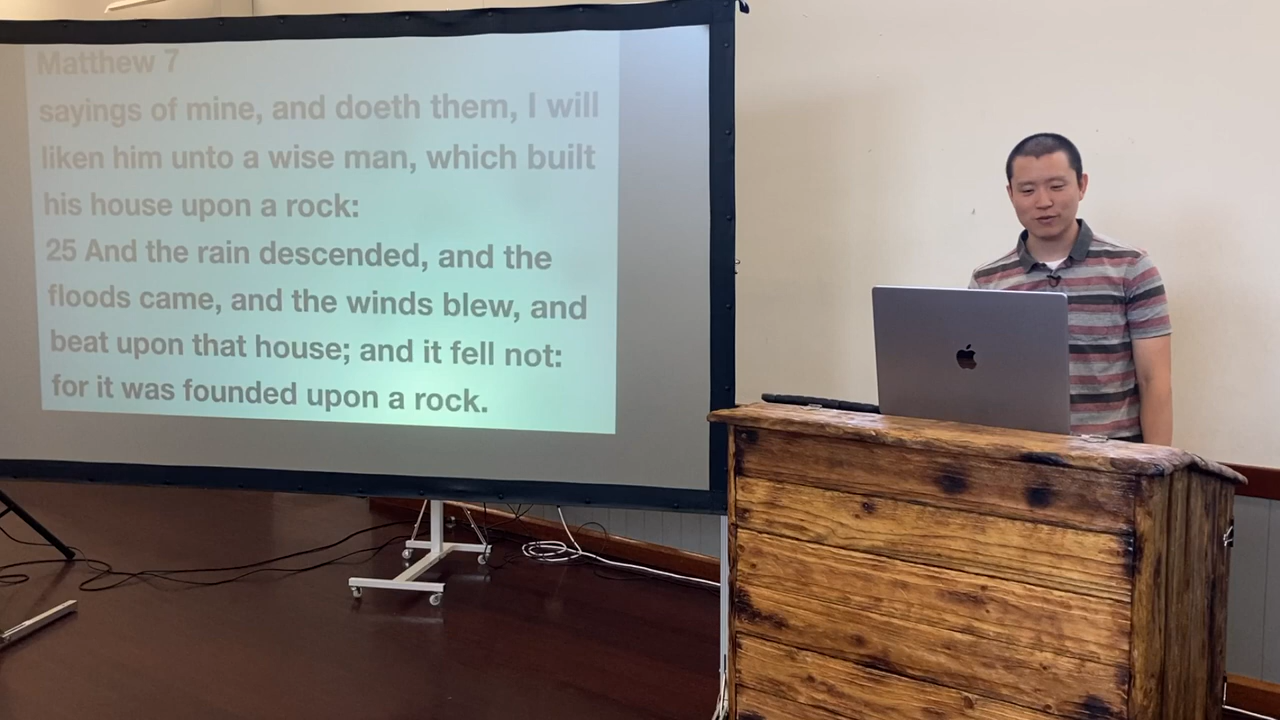 Matthew 7
sayings of mine, and doeth them, I will
liken him unto a wise man, which built
his house upon a rock:
25 And the rain descended, and the
floods came, and the winds blew, and
beat upon that house; and it fell not:
for it was founded upon a rock.